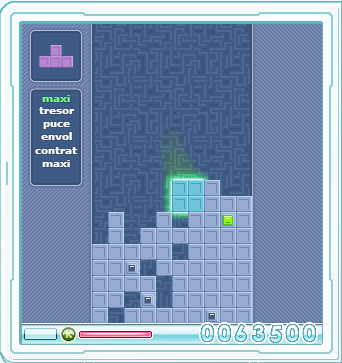 maxi
tresor
puce
envol
contrat
maxi
0063500